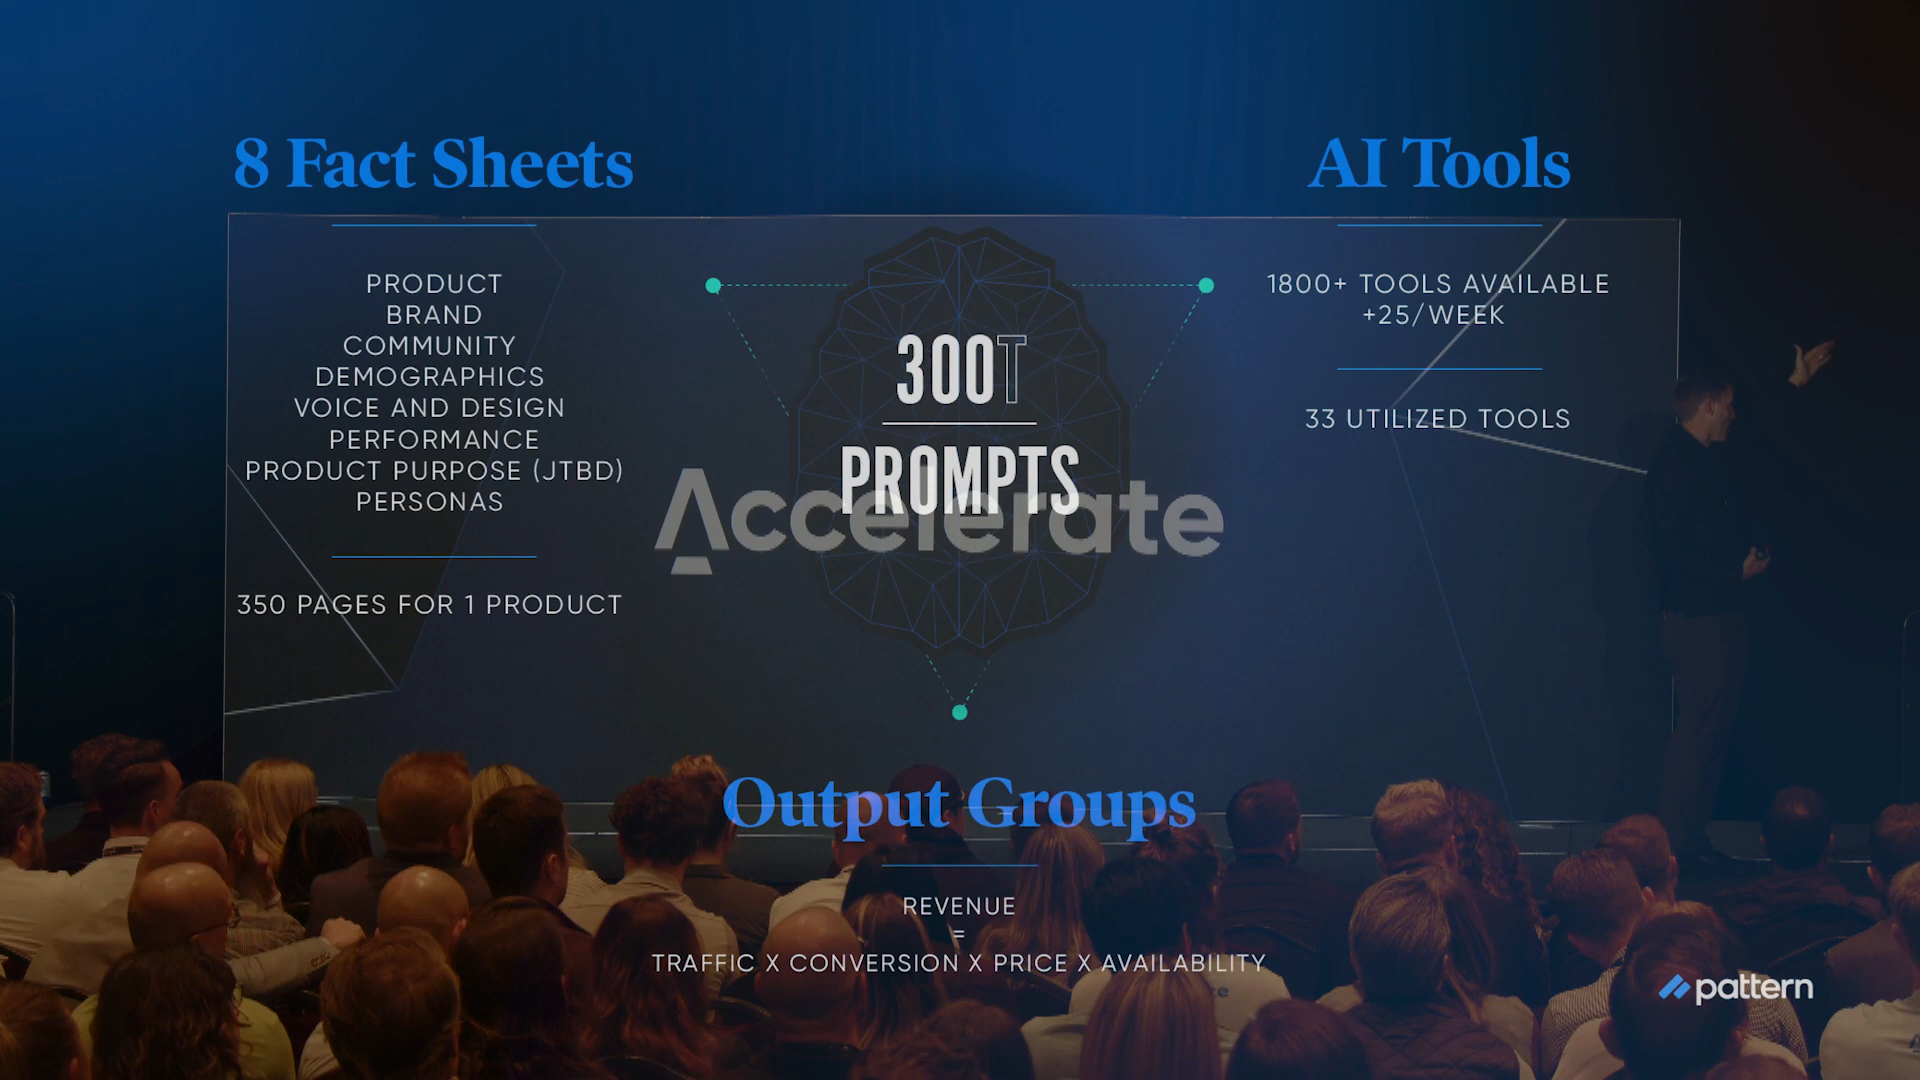 8 Fact Sheets
PRODUCT
BRAND
COMMUNITY
DEMOGRAPHICS
VOICE AND DESIGN
PERFORMANCE
PRODUCT PURPOSE (JTBD)
PERSONAS
350 PAGES FOR 1 PRODUCT
300T
PROMPTS
Accelerate
AI Tools
1800+ TOOLS AVAILABLE
+25/WEEK
33 UTILIZED TOOLS
Output Groups
REVENUE
=
TRAFFIC X CONVERSION X PRICE X AVAILABILITY
pattern